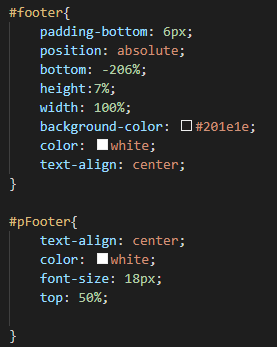 #footer{
padding-bottom: 6px;
position: absolute;
bottom: -206%;
height:7%;
width: 100%;
background-color: #201e1e;
color: white;
text-align: center;
}
#pFooter{
text-align: center;
color: white;
font-size: 18px;
top: 50%;
}